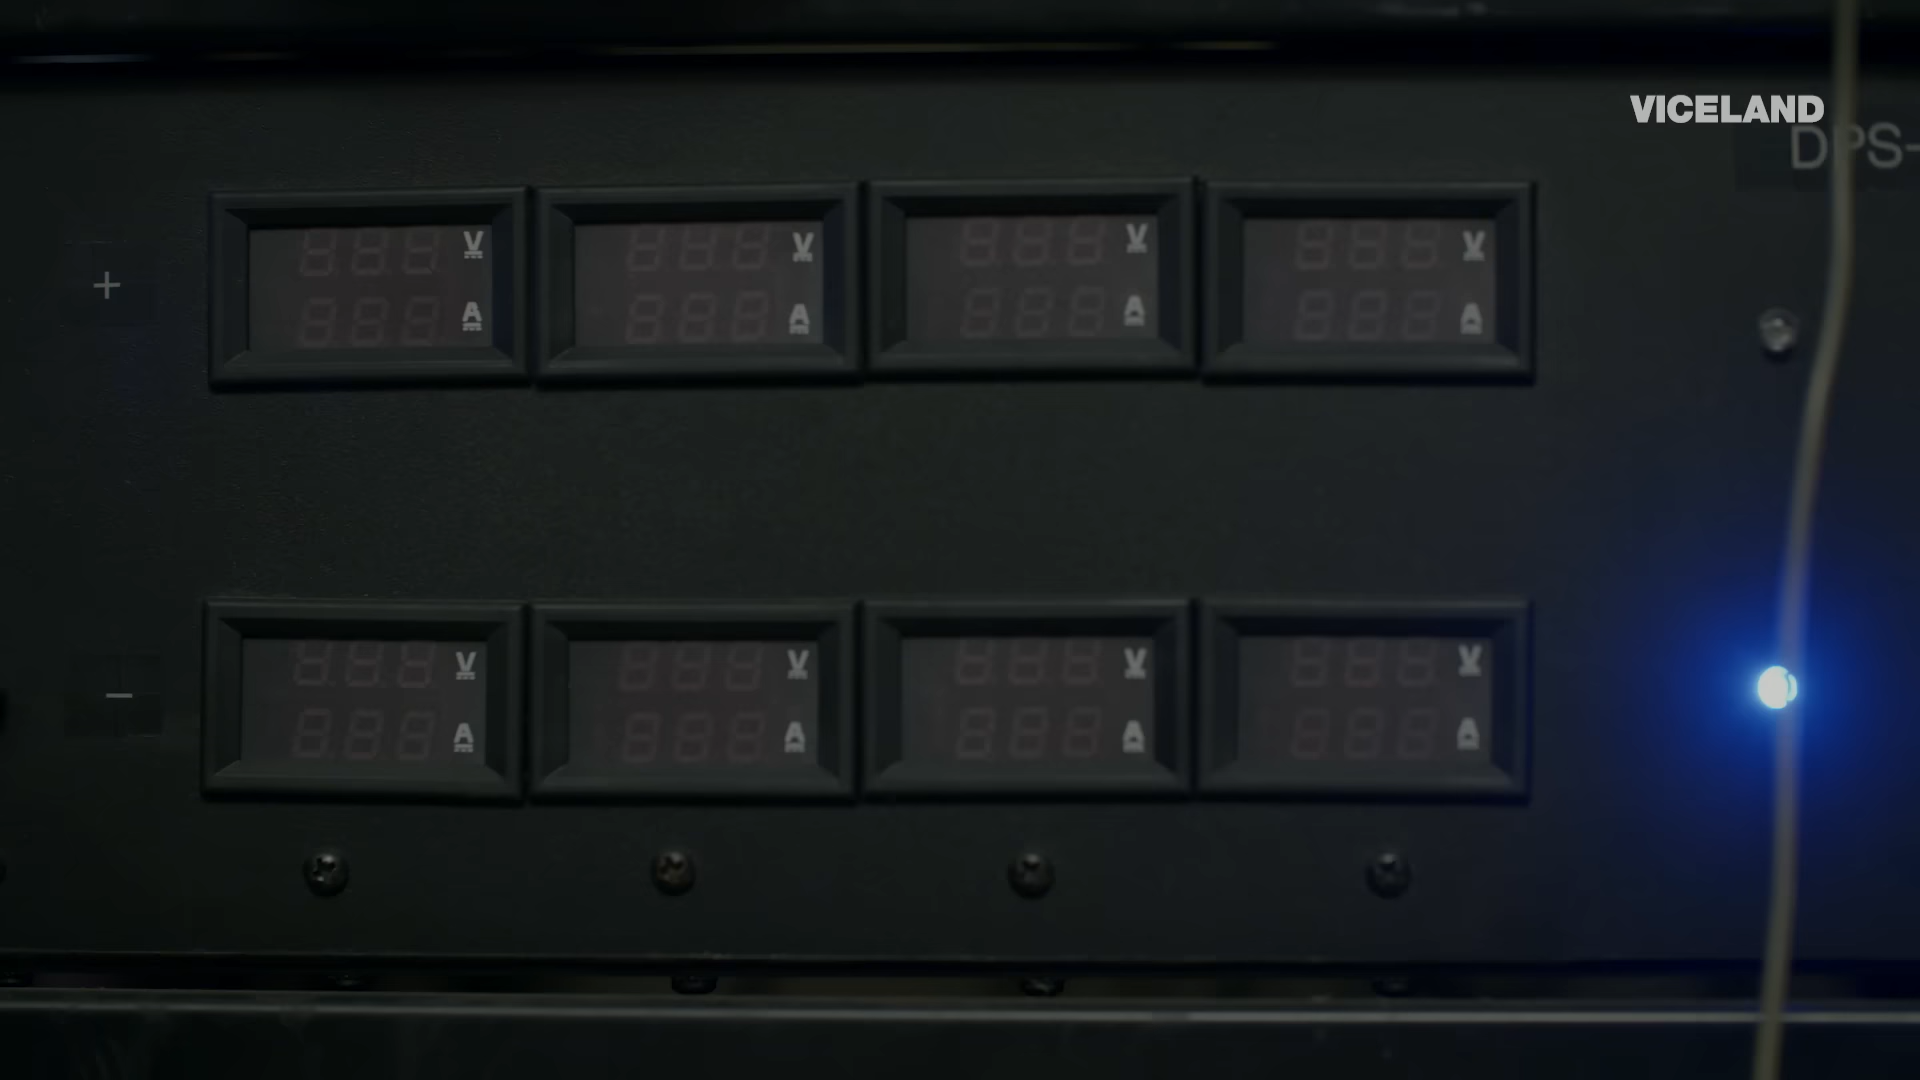 VICELAND
DPS-
+
V V V V
A A A A
−
V V V V
A A A A